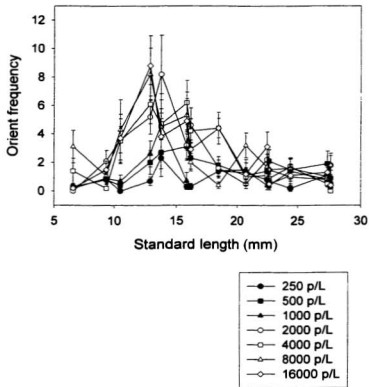 12
10
8
6
4
2
0
Orient frequency
5 10 15 20 25 30
Standard length (mm)
250 p/L
500 p/L
1000 p/L
2000 p/L
4000 p/L
8000 p/L
16000 p/L